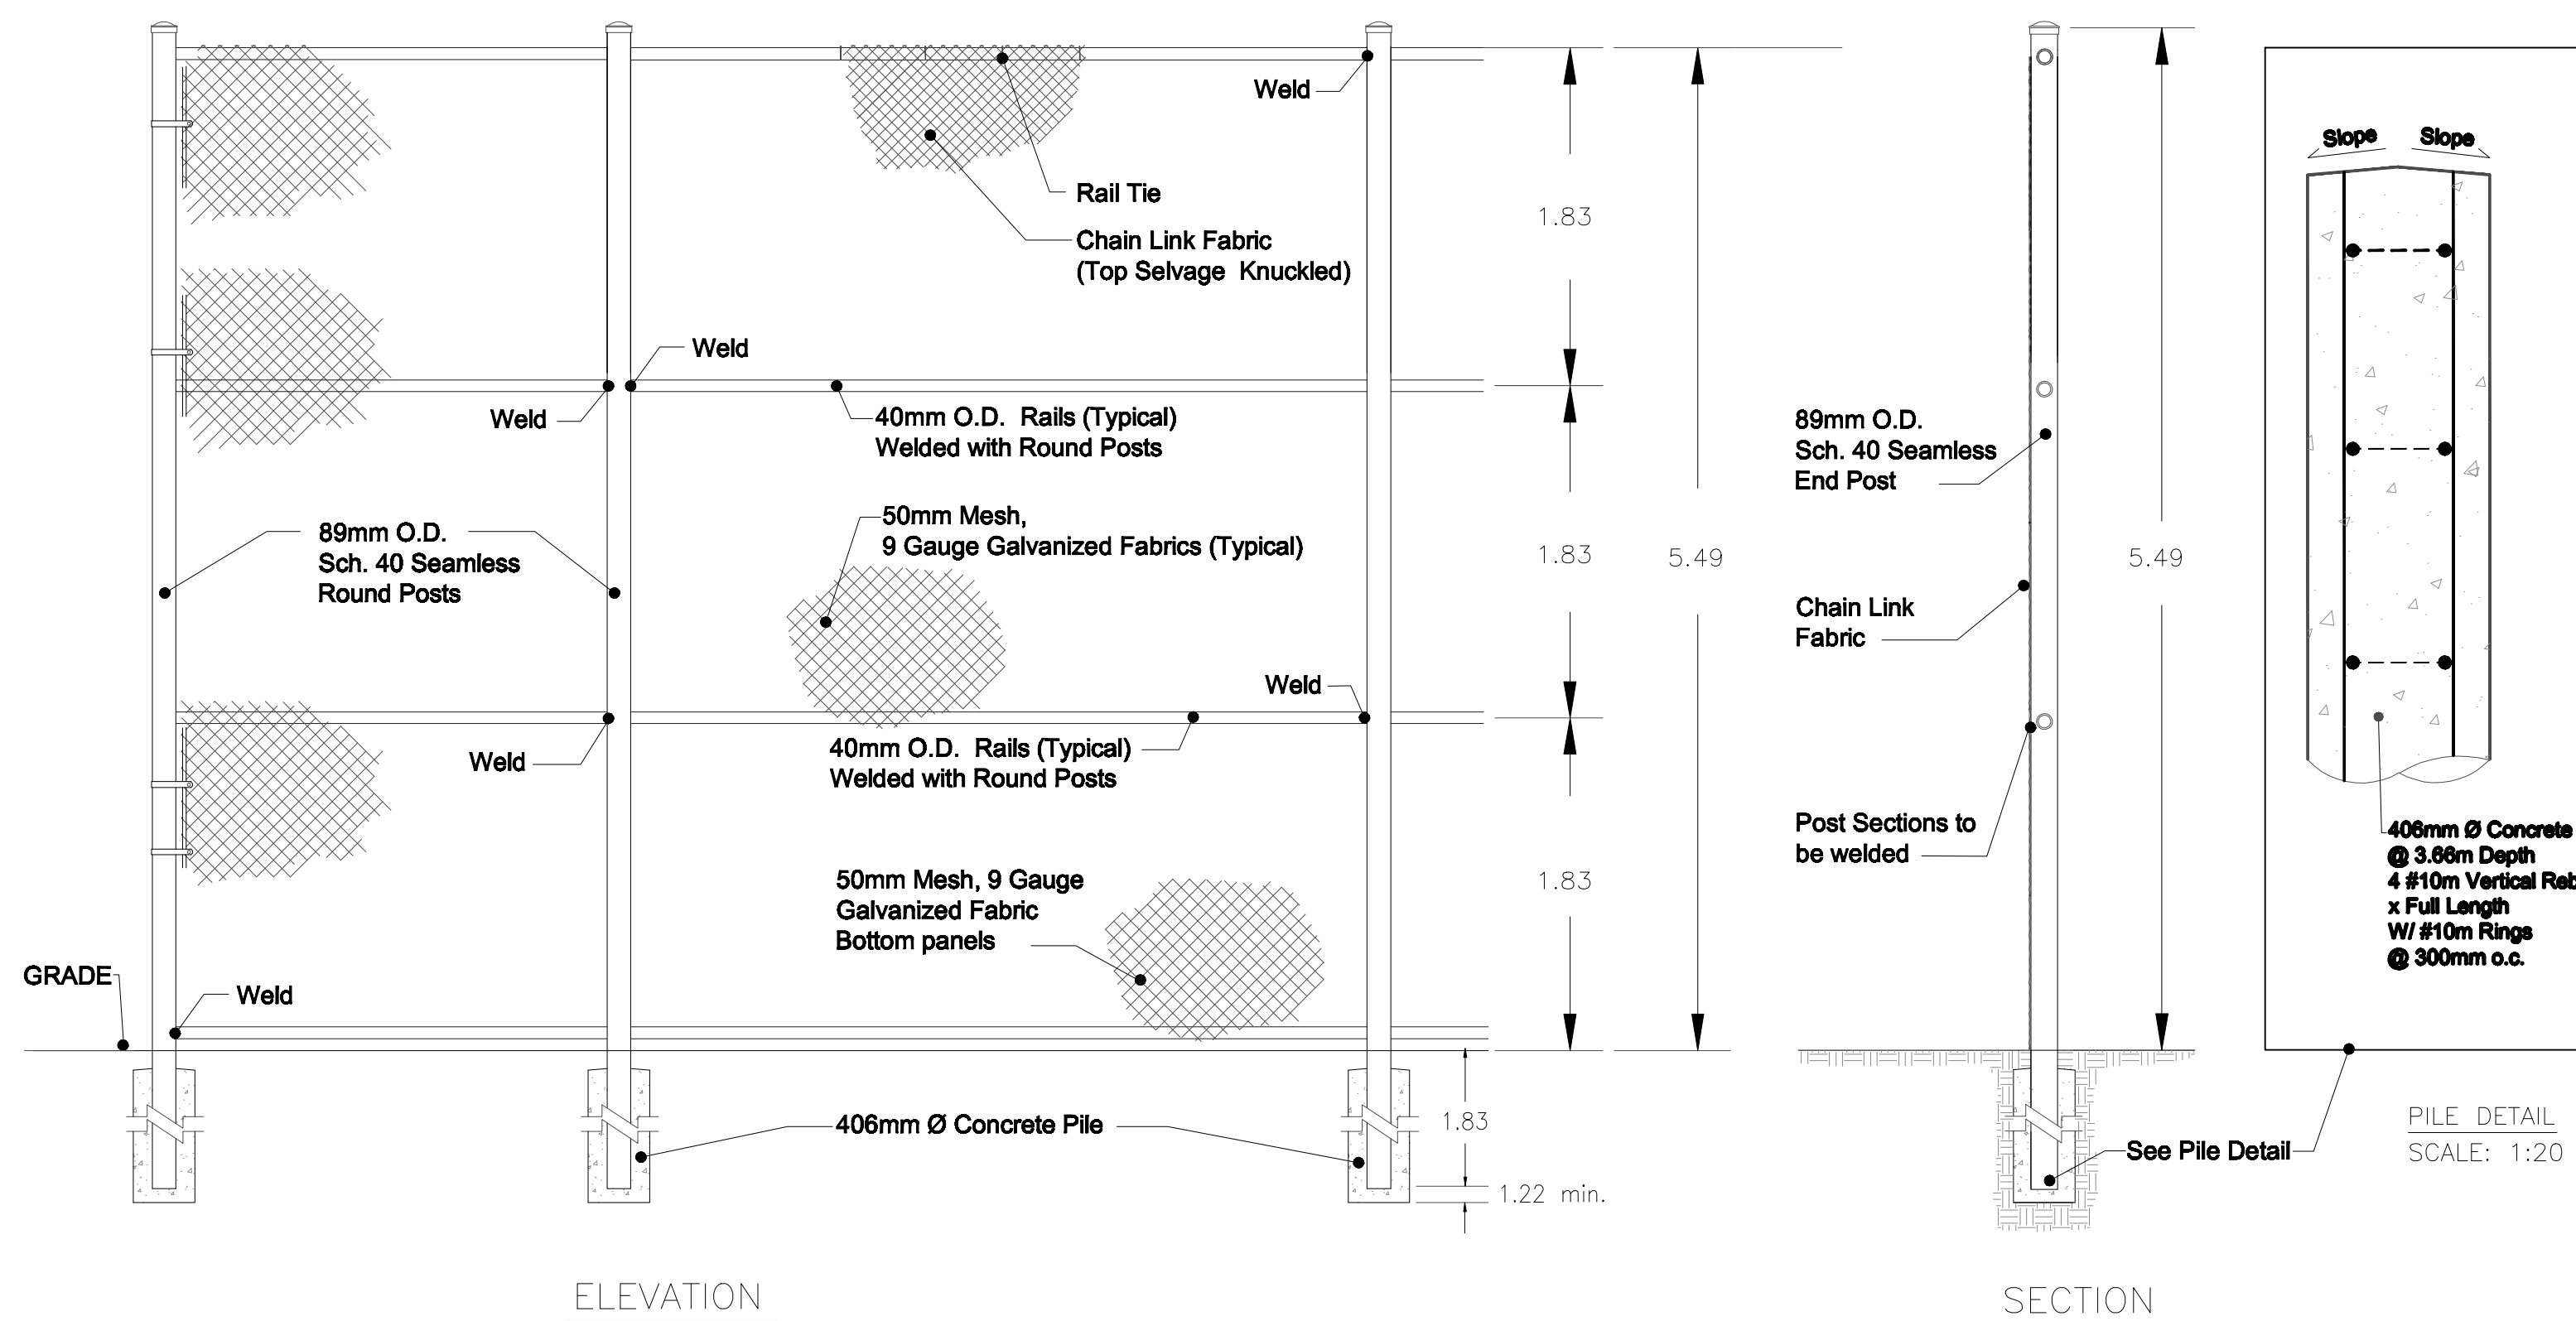 Weld
Rail Tie
Chain Link Fabric
(Top Selvage Knuckled)
1.83
Weld
Weld
40mm O.D. Rails (Typical)
Welded with Round Posts
50mm Mesh,
9 Gauge Galvanized Fabrics (Typical)
89mm O.D.
Sch. 40 Seamless
Round Posts
1.83
5.49
Weld
Weld
40mm O.D. Rails (Typical)
Welded with Round Posts
50mm Mesh, 9 Gauge
Galvanized Fabric
Bottom panels
1.83
GRADE
Weld
406mm Ø Concrete Pile
1.83
1.22 min.
ELEVATION
89mm O.D.
Sch. 40 Seamless
End Post
5.49
Chain Link
Fabric
Post Sections to
be welded
See Pile Detail
SECTION
Slope
Slope
406mm Ø Concrete
@ 3.66m Depth
4 #10m Vertical Reb
x Full Length
W/ #10m Rings
@ 300mm o.c.
PILE DETAIL
SCALE: 1:20